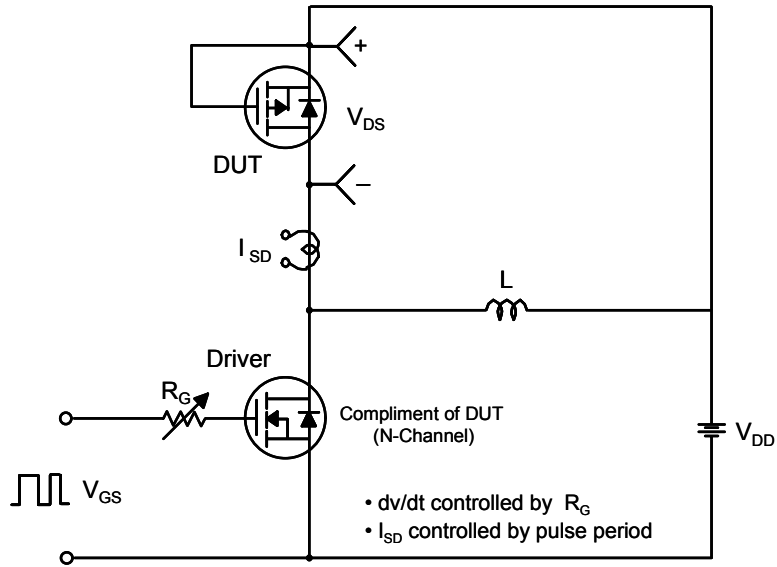 +
V_DS
DUT
–
I_SD
L
Driver
R_G
Compliment of DUT
(N-Channel)
V_DD
V_GS
• dv/dt controlled by R_G
• I_SD controlled by pulse period